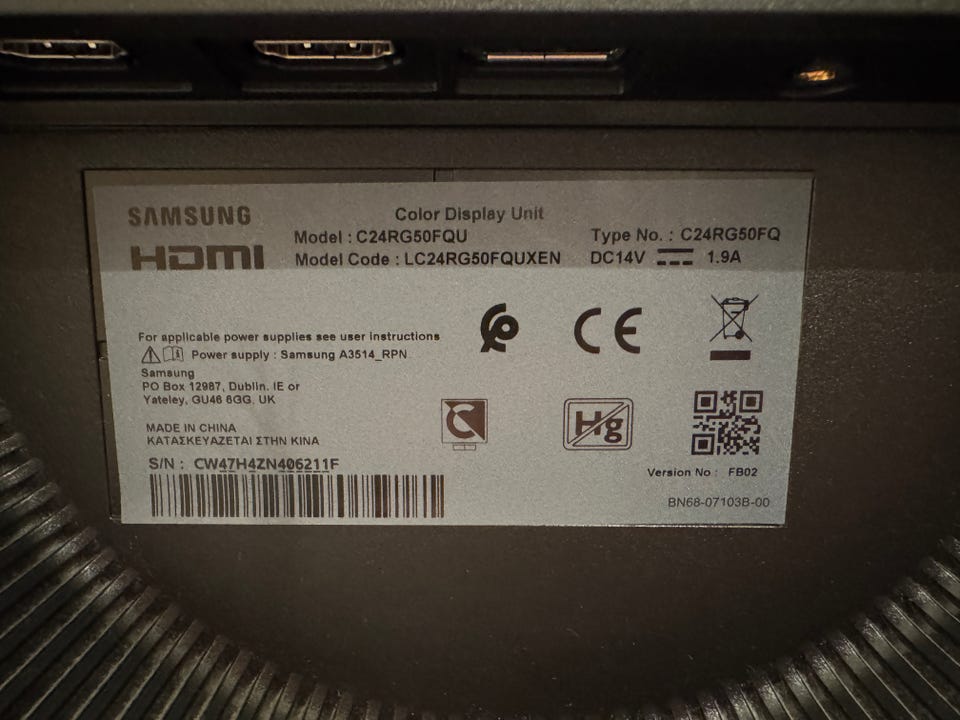 SAMSUNG
HDMI
Color Display Unit
Model : C24RG50FQU
Type No. : C24RG50FQ
Model Code : LC24RG50FQUXEN
DC14V 1.9A
For applicable power supplies see user instructions
Power supply : Samsung A3514_RPN
Samsung
PO Box 12987, Dublin. IE or
Yateley, GU46 6GG, UK
MADE IN CHINA
ΚΑΤΑΣΚΕΥΑΖΕΤΑΙ ΣΤΗΝ ΚΙΝΑ
S/N : CW47H4ZN406211F
CE
C
Hg
Version No : FB02
BN68-07103B-00